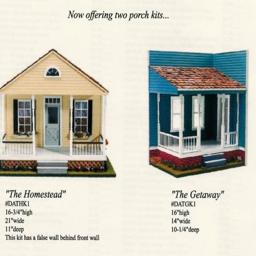 Now offering two porch kits...
"The Homestead"
#DATHK1
16-3/4"high
21"wide
11"deep
This kit has a false wall behind front wall
"The Getaway"
#DATGK1
16"high
14"wide
10-1/4"deep